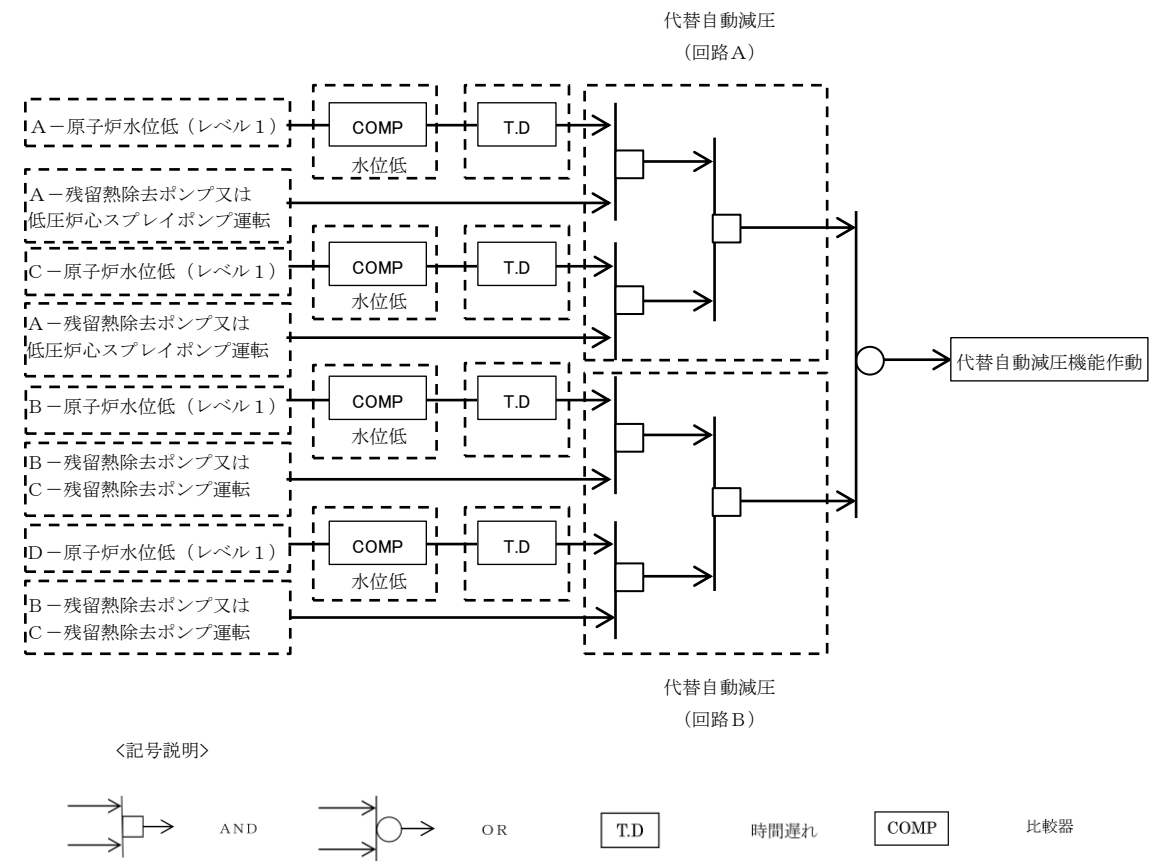 代替自動減圧
（回路Ａ）
Ａ－原子炉水位低（レベル１）
COMP
T.D
水位低
Ａ－残留熱除去ポンプ又は
低圧炉心スプレイポンプ運転
Ｃ－原子炉水位低（レベル１）
COMP
T.D
水位低
Ａ－残留熱除去ポンプ又は
低圧炉心スプレイポンプ運転
代替自動減圧機能作動
Ｂ－原子炉水位低（レベル１）
COMP
T.D
水位低
Ｂ－残留熱除去ポンプ又は
Ｃ－残留熱除去ポンプ運転
Ｄ－原子炉水位低（レベル１）
COMP
T.D
水位低
Ｂ－残留熱除去ポンプ又は
Ｃ－残留熱除去ポンプ運転
代替自動減圧
（回路Ｂ）
<記号説明>
ＡＮＤ
ＯＲ
T.D
時間遅れ
COMP
比較器